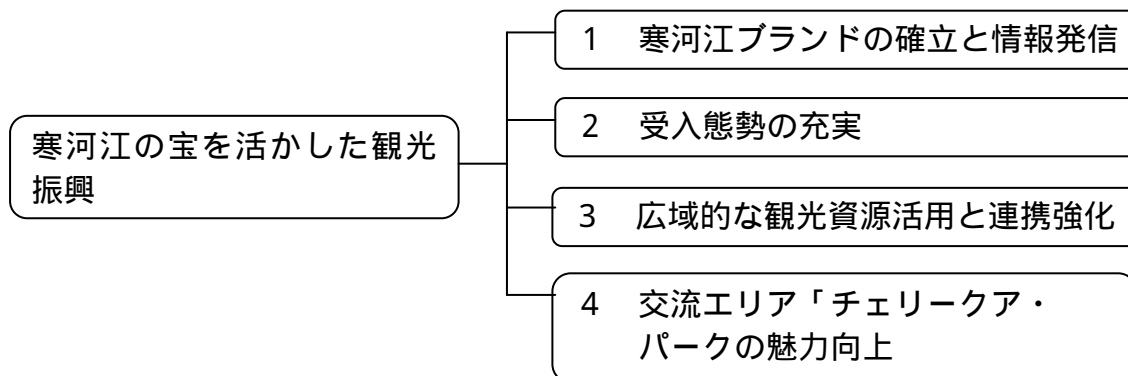 寒河江の宝を活かした観光
振興
1 寒河江ブランドの確立と情報発信
2 受入態勢の充実
3 広域的な観光資源活用と連携強化
4 交流エリア「チェリークア・
パークの魅力向上